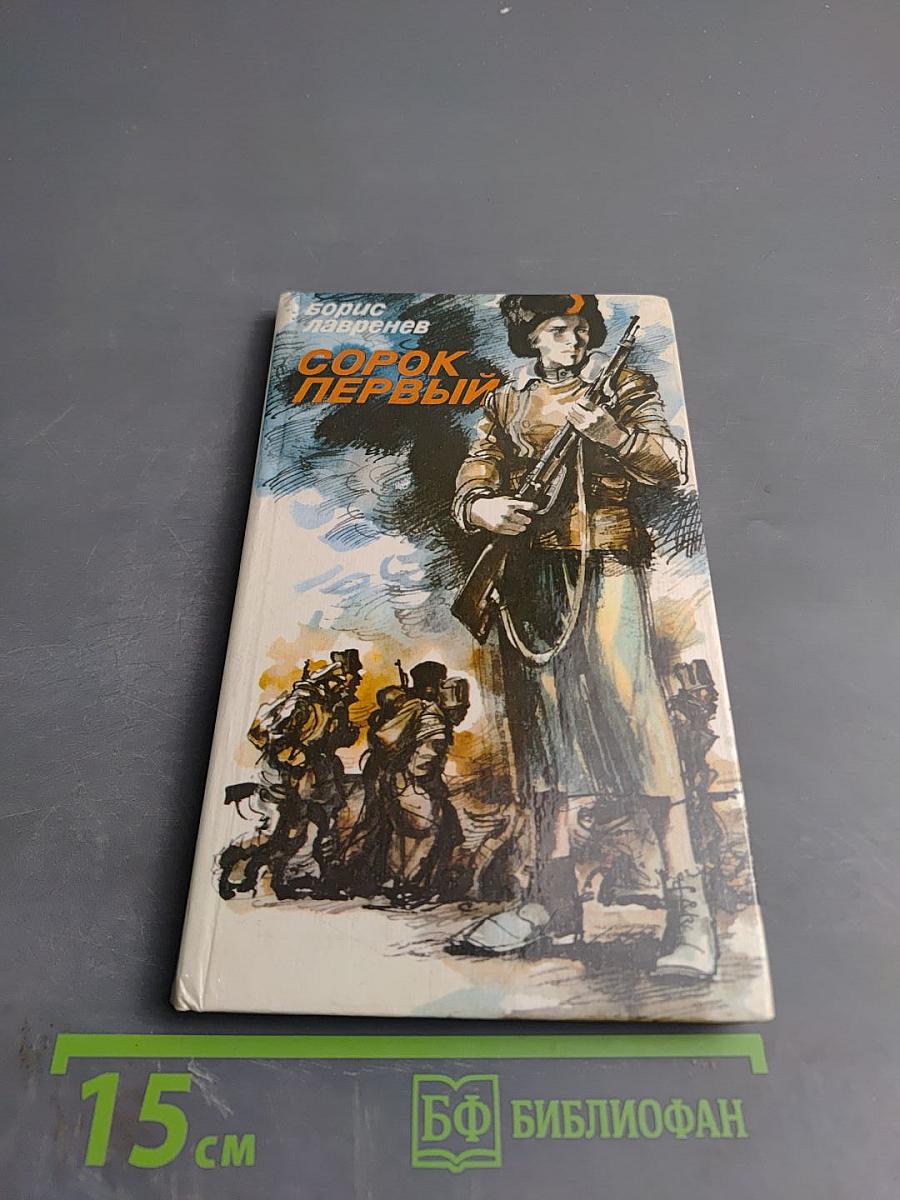 Борис
Лавренев
СОРОК
ПЕРВЫЙ
15 см
БФ БИБЛИОФАН